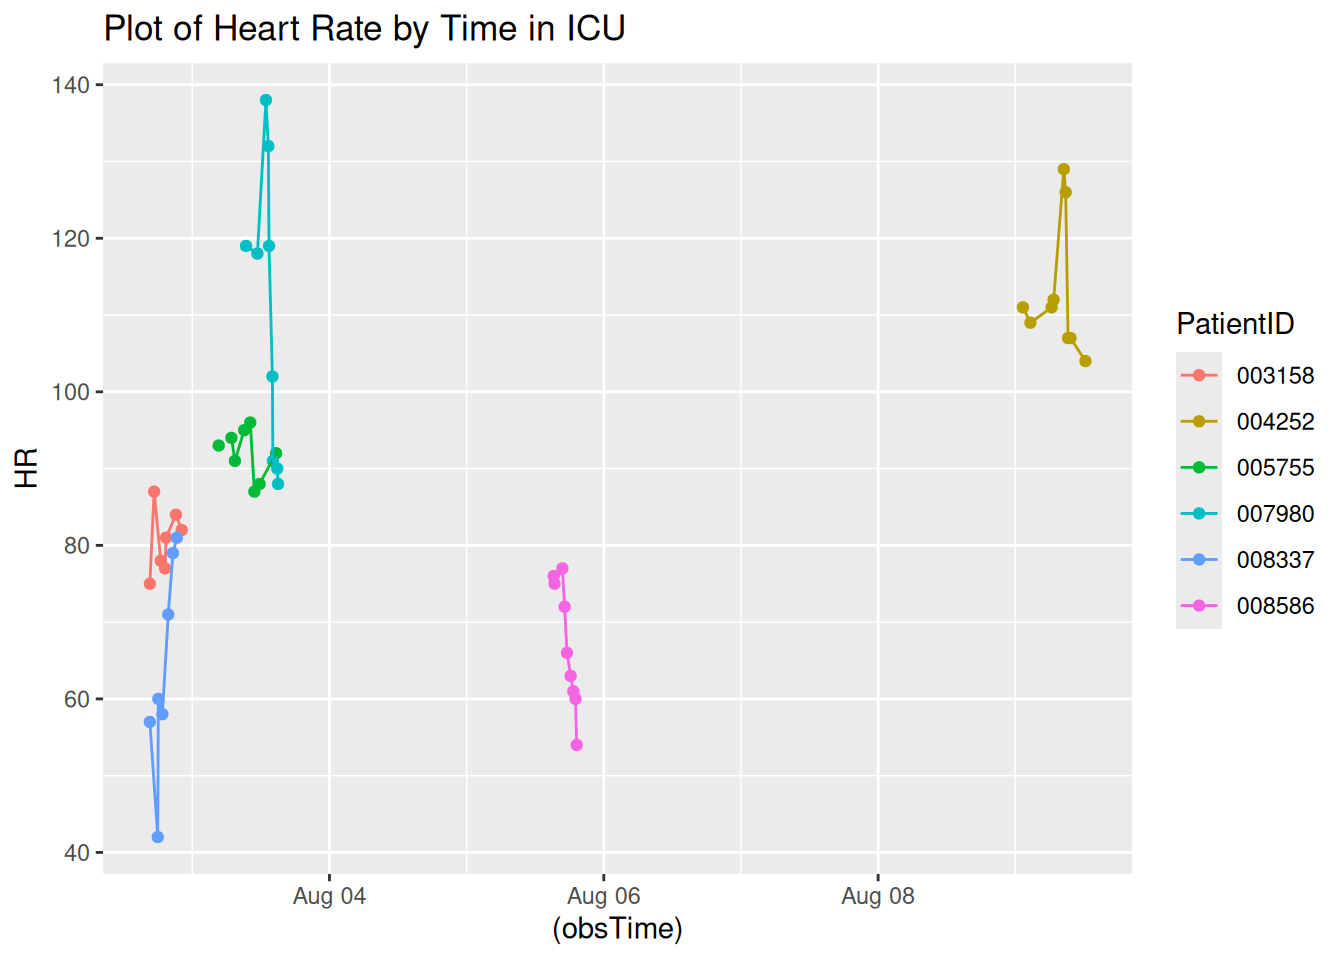 Plot of Heart Rate by Time in ICU
HR
140
120
100
80
60
40
Aug 04
Aug 06
Aug 08
(obsTime)
PatientID
003158
004252
005755
007980
008337
008586